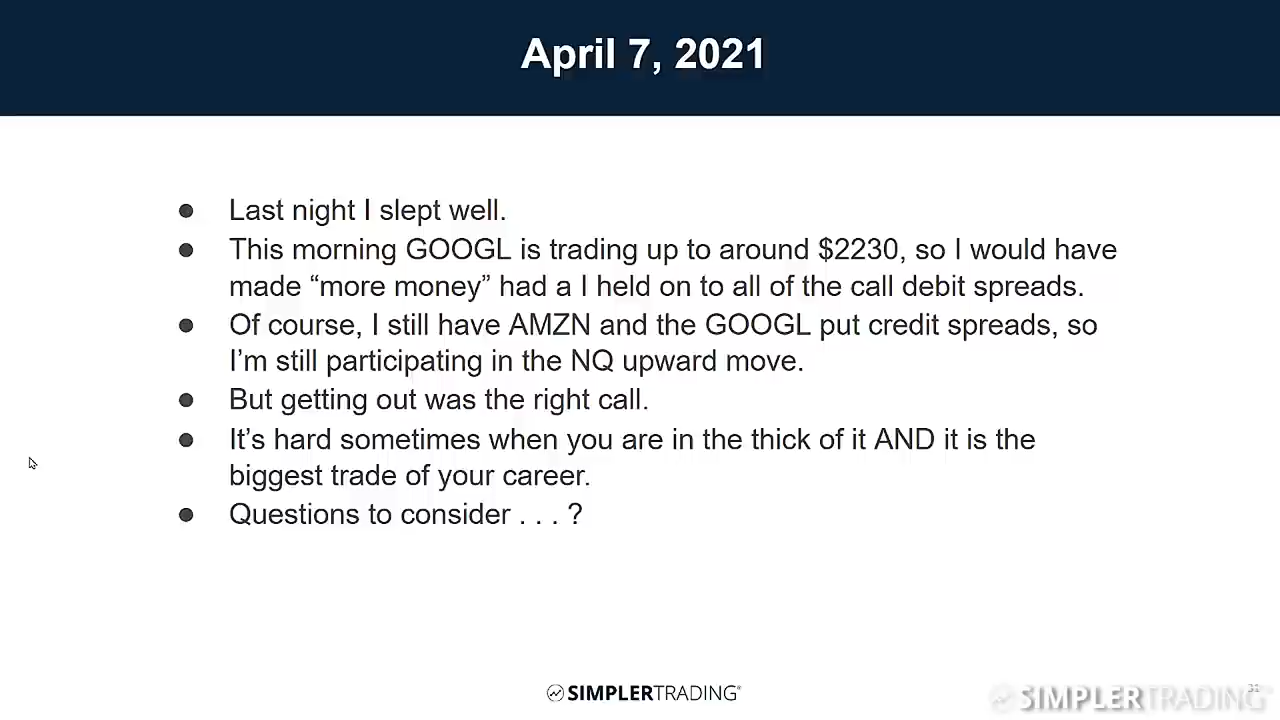 April 7, 2021
● Last night I slept well.
● This morning GOOGL is trading up to around $2230, so I would have
made “more money” had a I held on to all of the call debit spreads.
● Of course, I still have AMZN and the GOOGL put credit spreads, so
I’m still participating in the NQ upward move.
● But getting out was the right call.
● It’s hard sometimes when you are in the thick of it AND it is the
biggest trade of your career.
● Questions to consider . . . ?
SIMPLERTRADING®
SIMPLERTRADING®